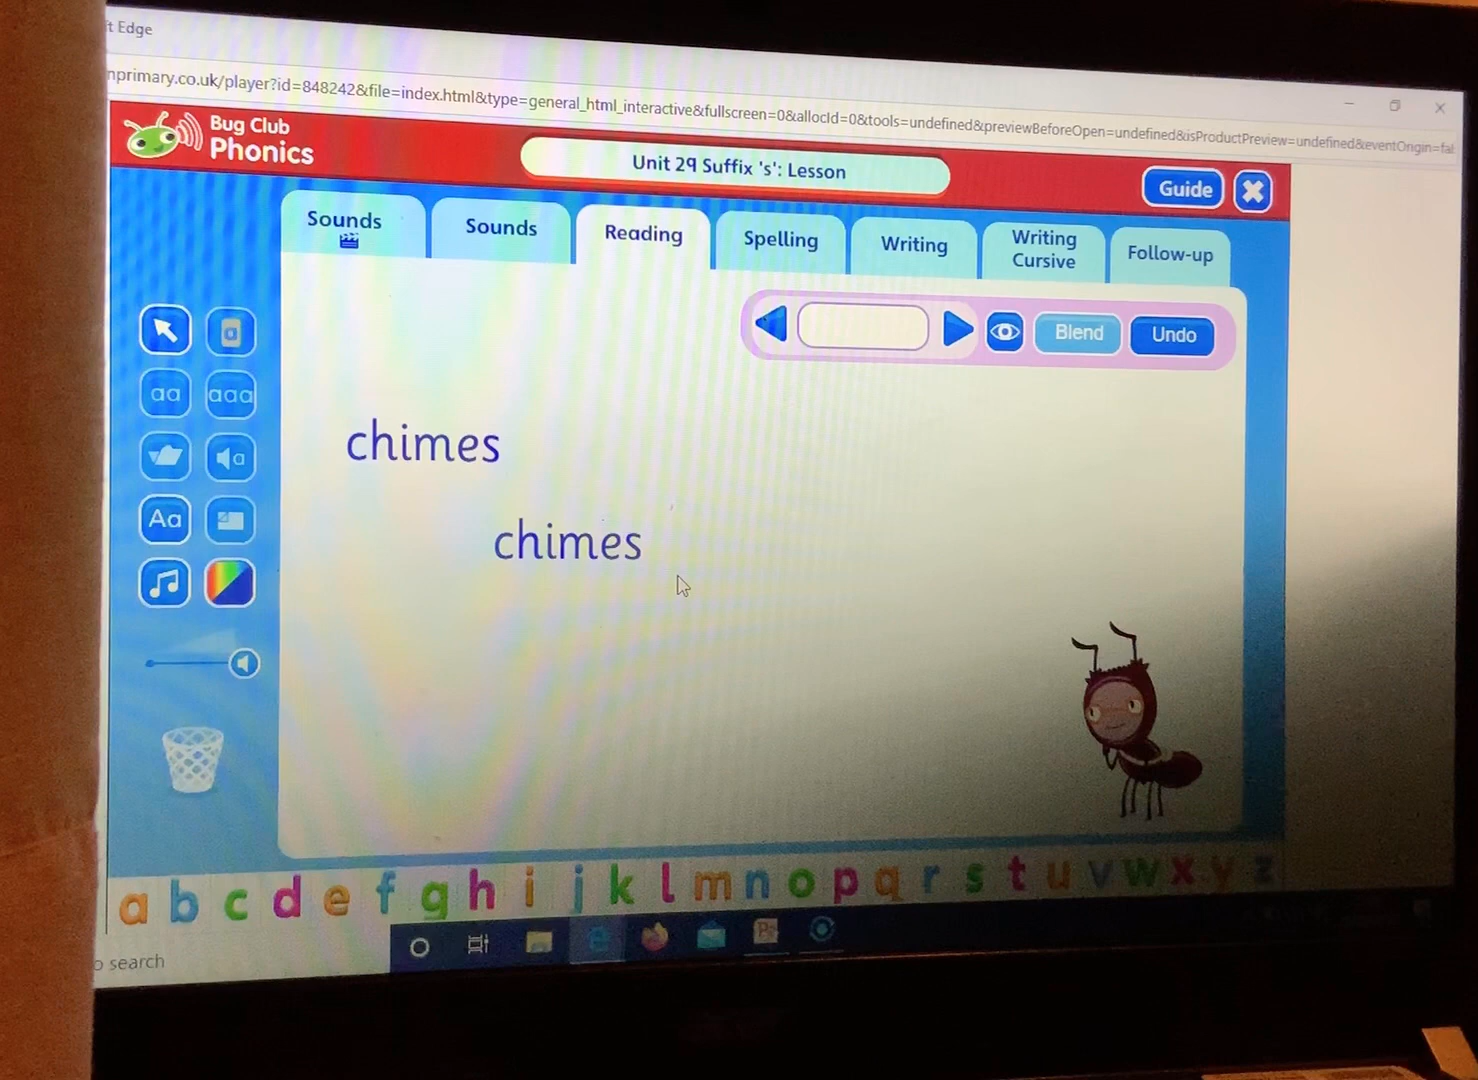 t Edge
nprimary.co.uk/player?id=848242&file=index.html&type=general_html_interactive&fullscreen=0&allocId=0&tools=undefined&previewBeforeOpen=undefined&isProductPreview=undefined&eventOrigin=fal
Bug Club
Phonics
Unit 29 Suffix 's': Lesson
Guide
Sounds
Sounds
Reading
Spelling
Writing
Writing
Cursive
Follow-up
Blend
Undo
a
aa aaa
a
Aa
chimes
chimes
a b c d e f g h i j k l m n o p q r s t u v w x y z
o search